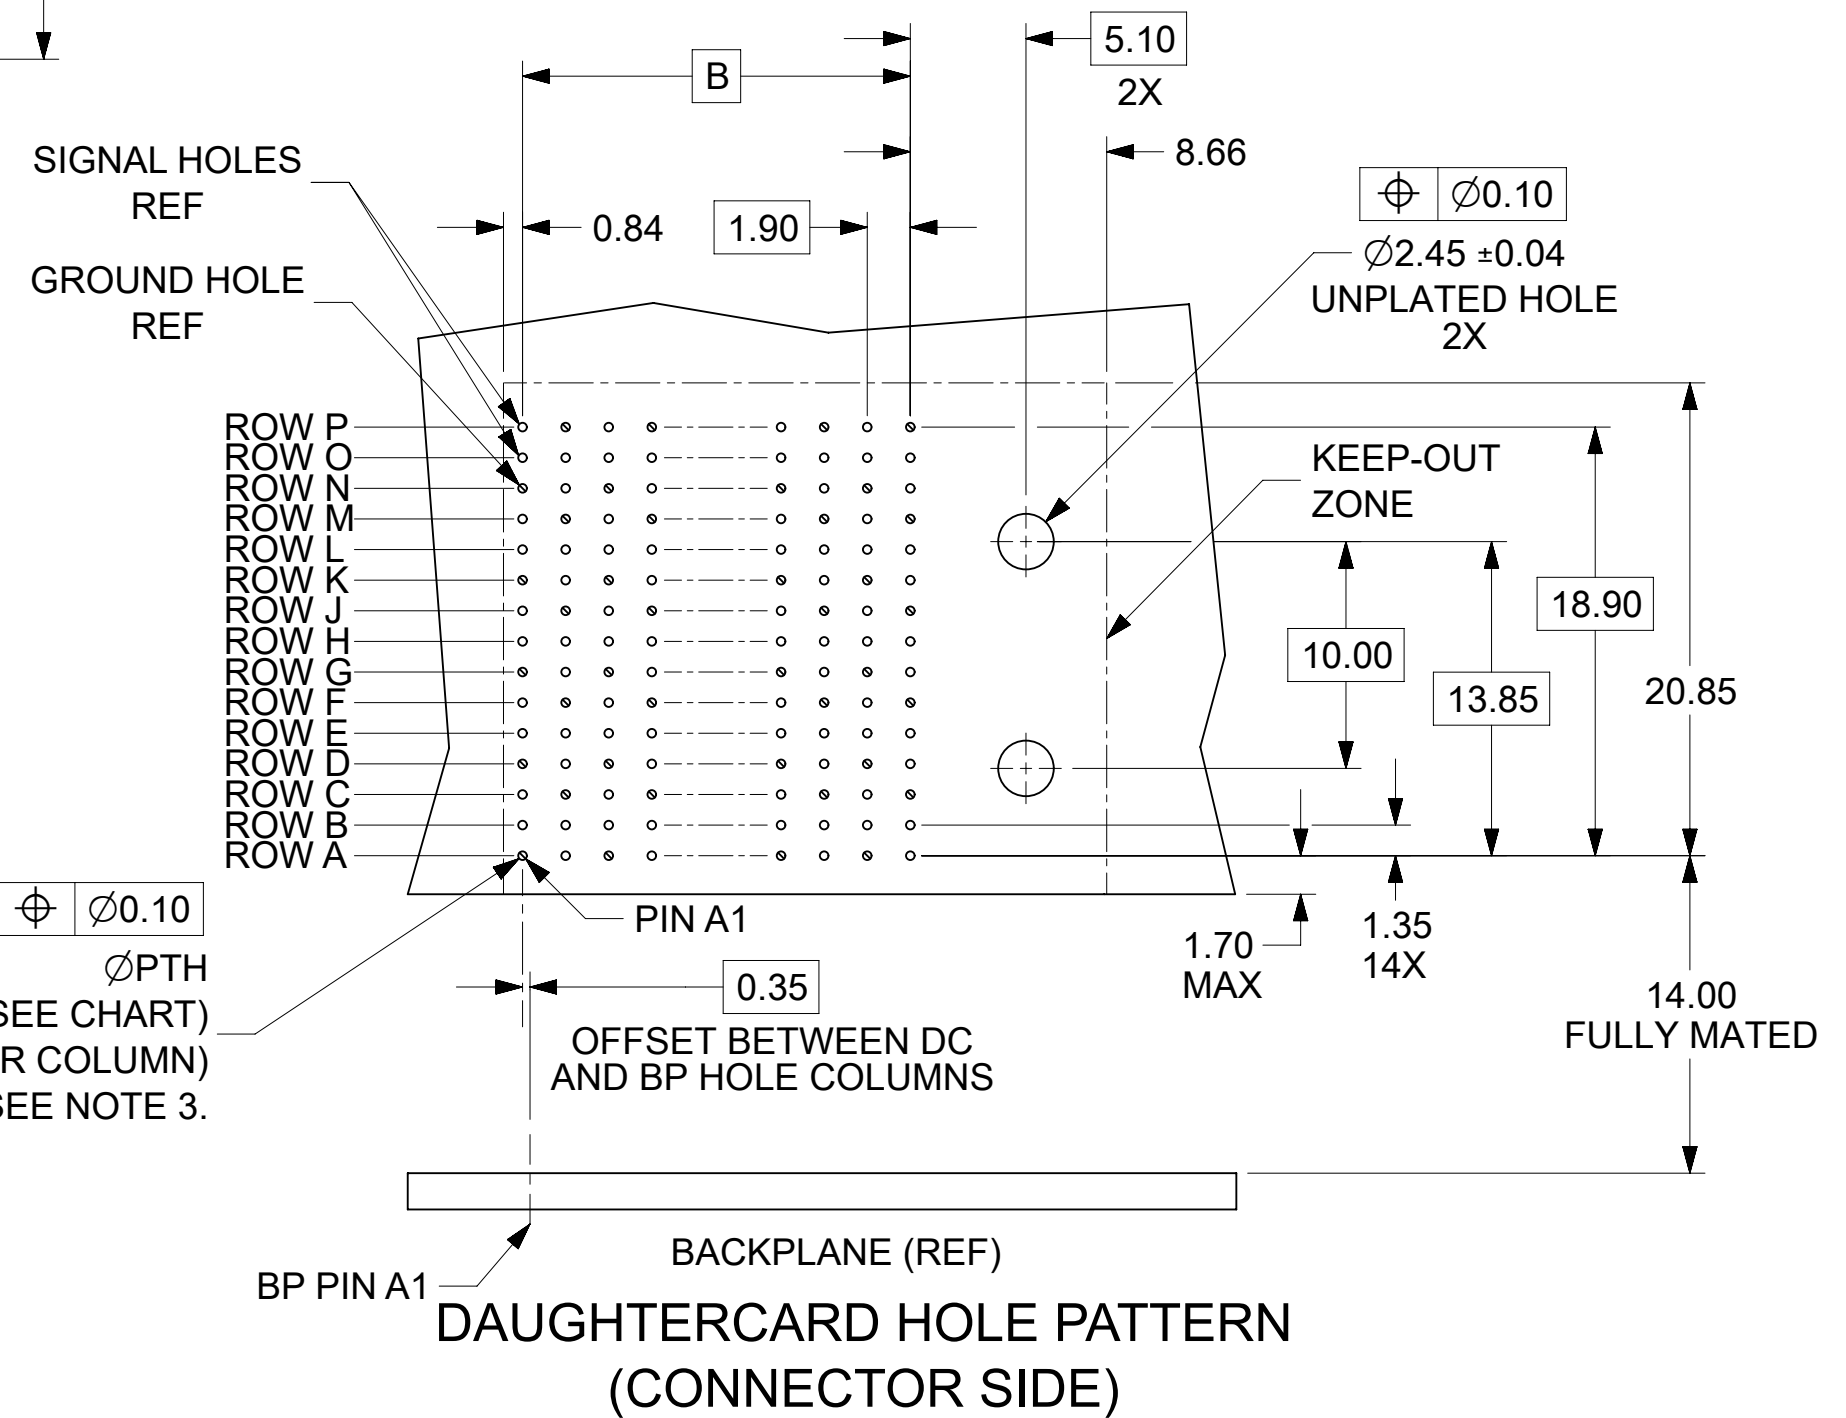 5.10
2X
B
8.66
SIGNAL HOLES
REF
0.84
1.90
⌖ ∅0.10
∅2.45 ±0.04
UNPLATED HOLE
2X
GROUND HOLE
REF
ROW P
ROW O
ROW N
ROW M
ROW L
ROW K
ROW J
ROW H
ROW G
ROW F
ROW E
ROW D
ROW C
ROW B
ROW A
KEEP-OUT
ZONE
18.90
10.00
13.85
20.85
⌖ ∅0.10
∅PTH
SEE CHART)
R COLUMN)
SEE NOTE 3.
PIN A1
0.35
OFFSET BETWEEN DC
AND BP HOLE COLUMNS
1.70
MAX
1.35
14X
14.00
FULLY MATED
BACKPLANE (REF)
BP PIN A1
DAUGHTERCARD HOLE PATTERN
(CONNECTOR SIDE)